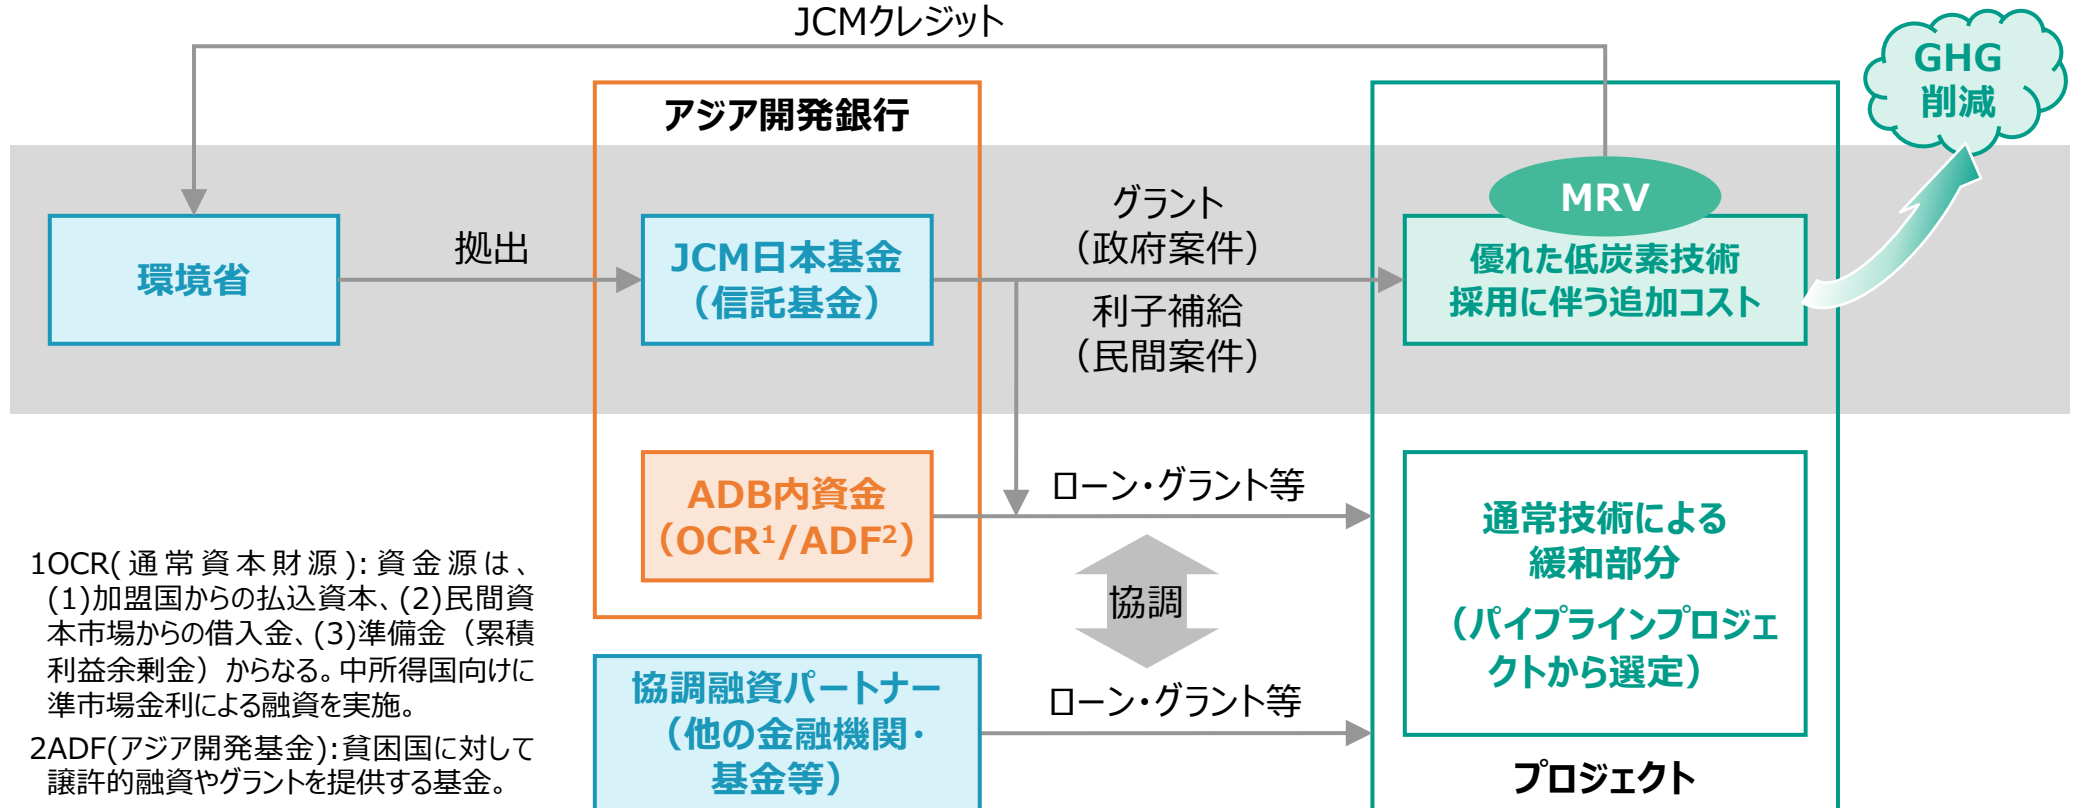 JCMクレジット
GHG
削減
アジア開発銀行
MRV
環境省
拠出
JCM日本基金
（信託基金）
グラント
（政府案件）
利子補給
（民間案件）
優れた低炭素技術
採用に伴う追加コスト
ADB内資金
（OCR¹/ADF²）
ローン・グラント等
協調
通常技術による
緩和部分
（パイプラインプロジェ
クトから選定）
協調融資パートナー
（他の金融機関・
基金等）
ローン・グラント等
プロジェクト
1OCR(通常資本財源):資金源は、
(1)加盟国からの払込資本、(2)民間資
本市場からの借入金、(3)準備金（累積
利益余剰金）からなる。中所得国向けに
準市場金利による融資を実施。
2ADF(アジア開発基金):貧困国に対して
譲許的融資やグラントを提供する基金。